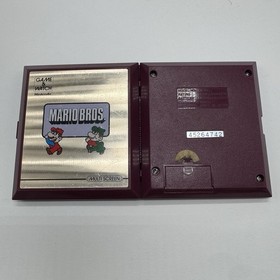 GAME &
WATCH
MARIO BROS.
MULTI SCREEN
45264742